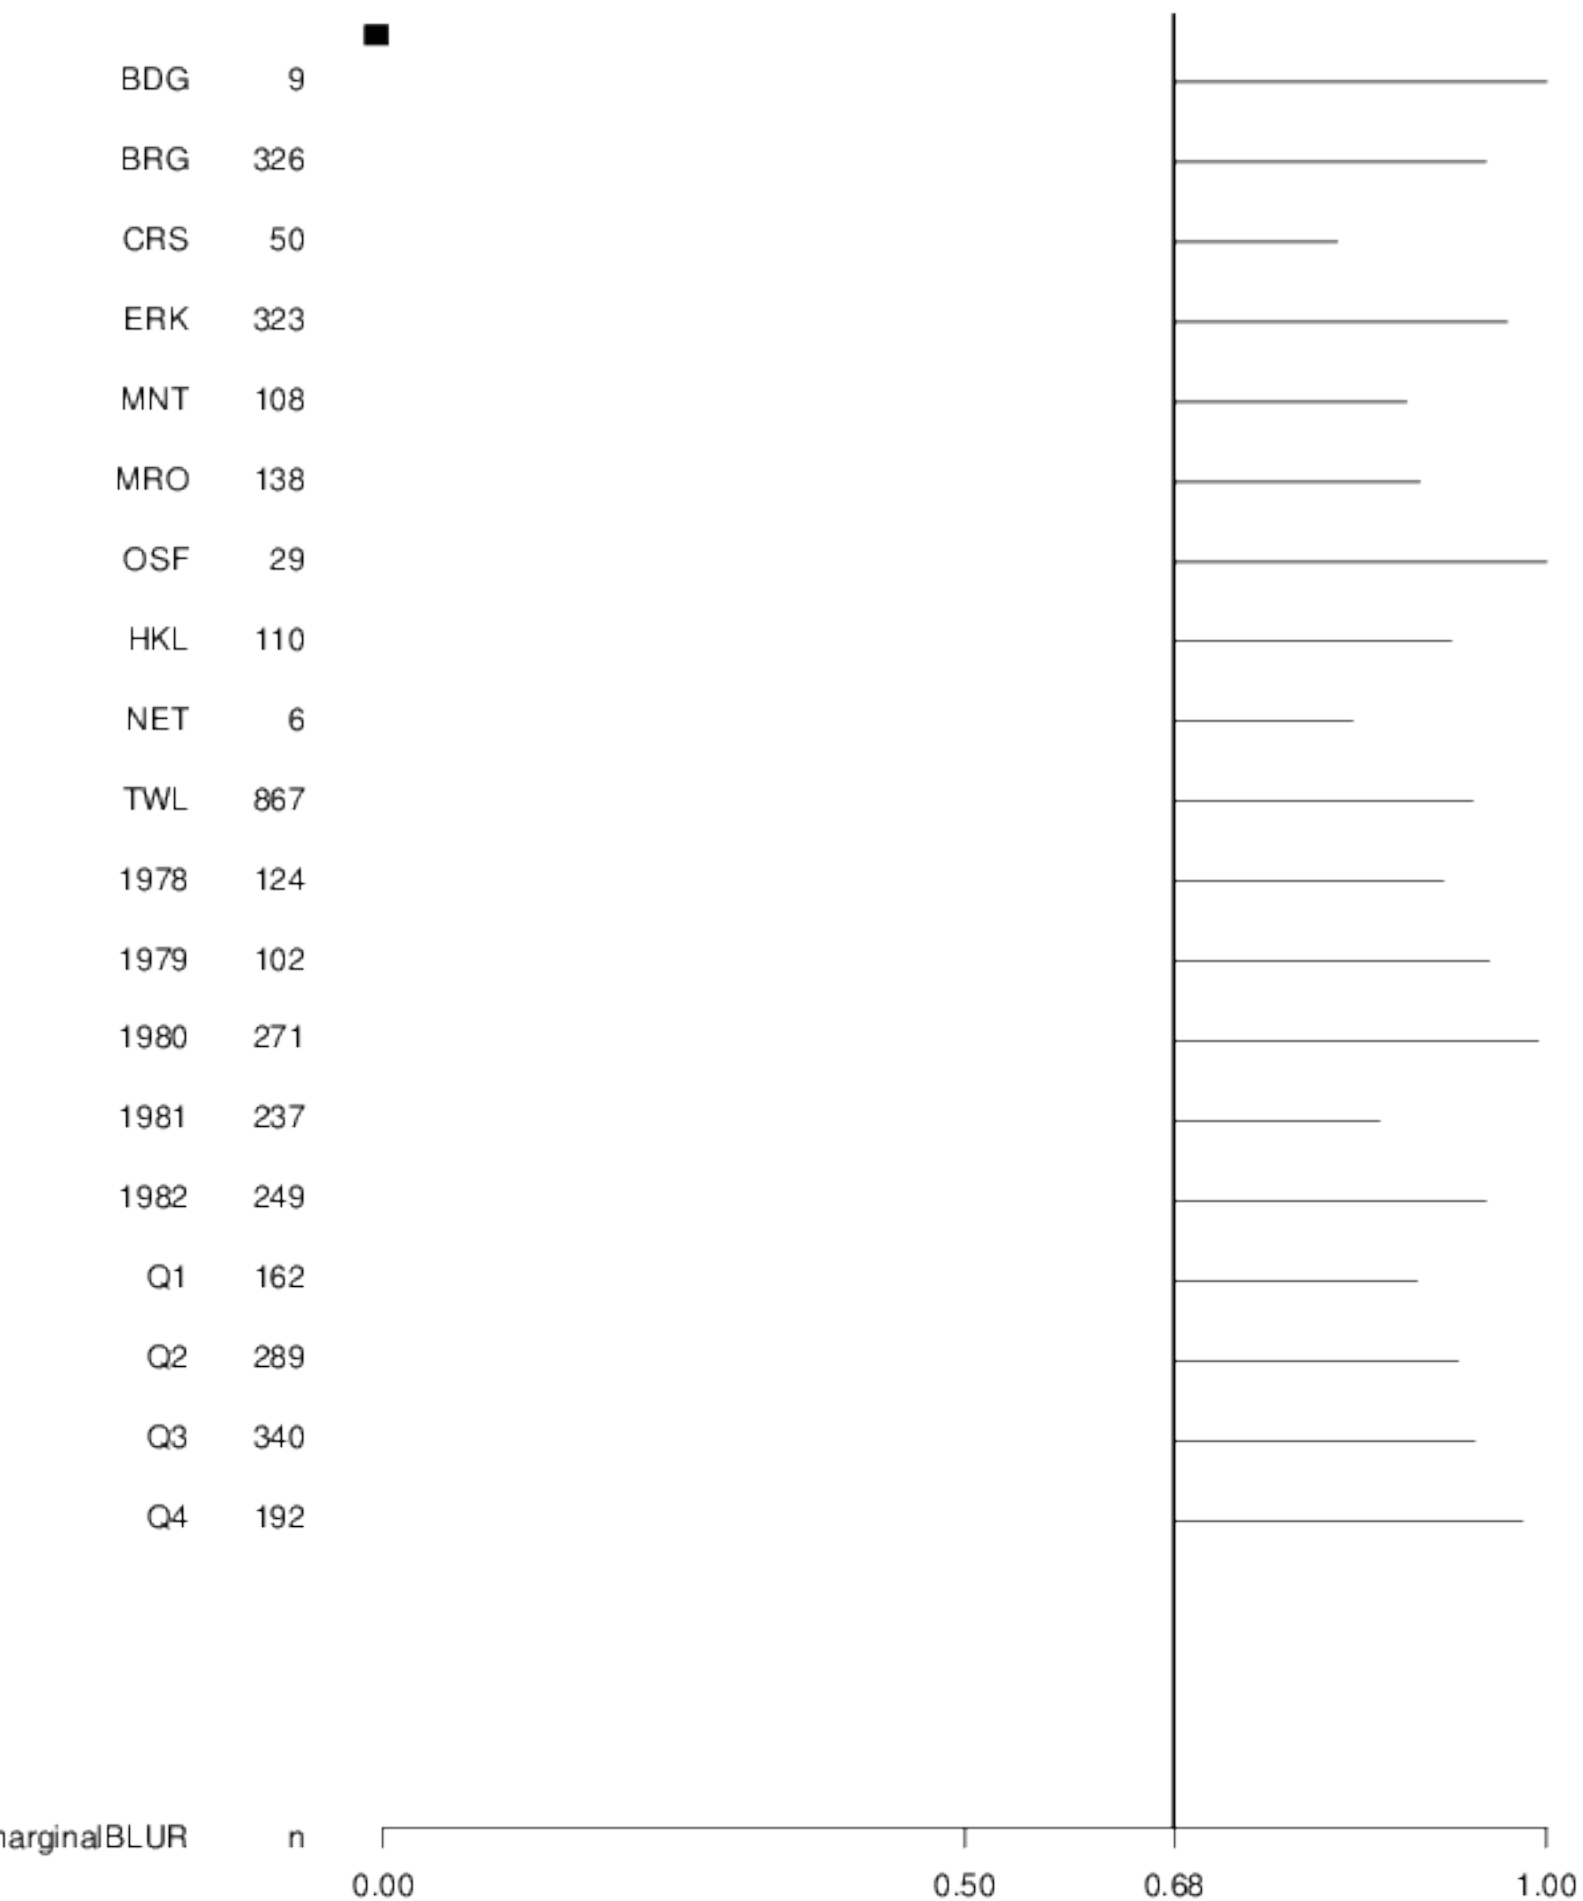 BDG 9
BRG 326
CRS 50
ERK 323
MNT 108
MRO 138
OSF 29
HKL 110
NET 6
TWL 867
1978 124
1979 102
1980 271
1981 237
1982 249
Q1 162
Q2 289
Q3 340
Q4 192
arginalBLUR n
0.00 0.50 0.68 1.00